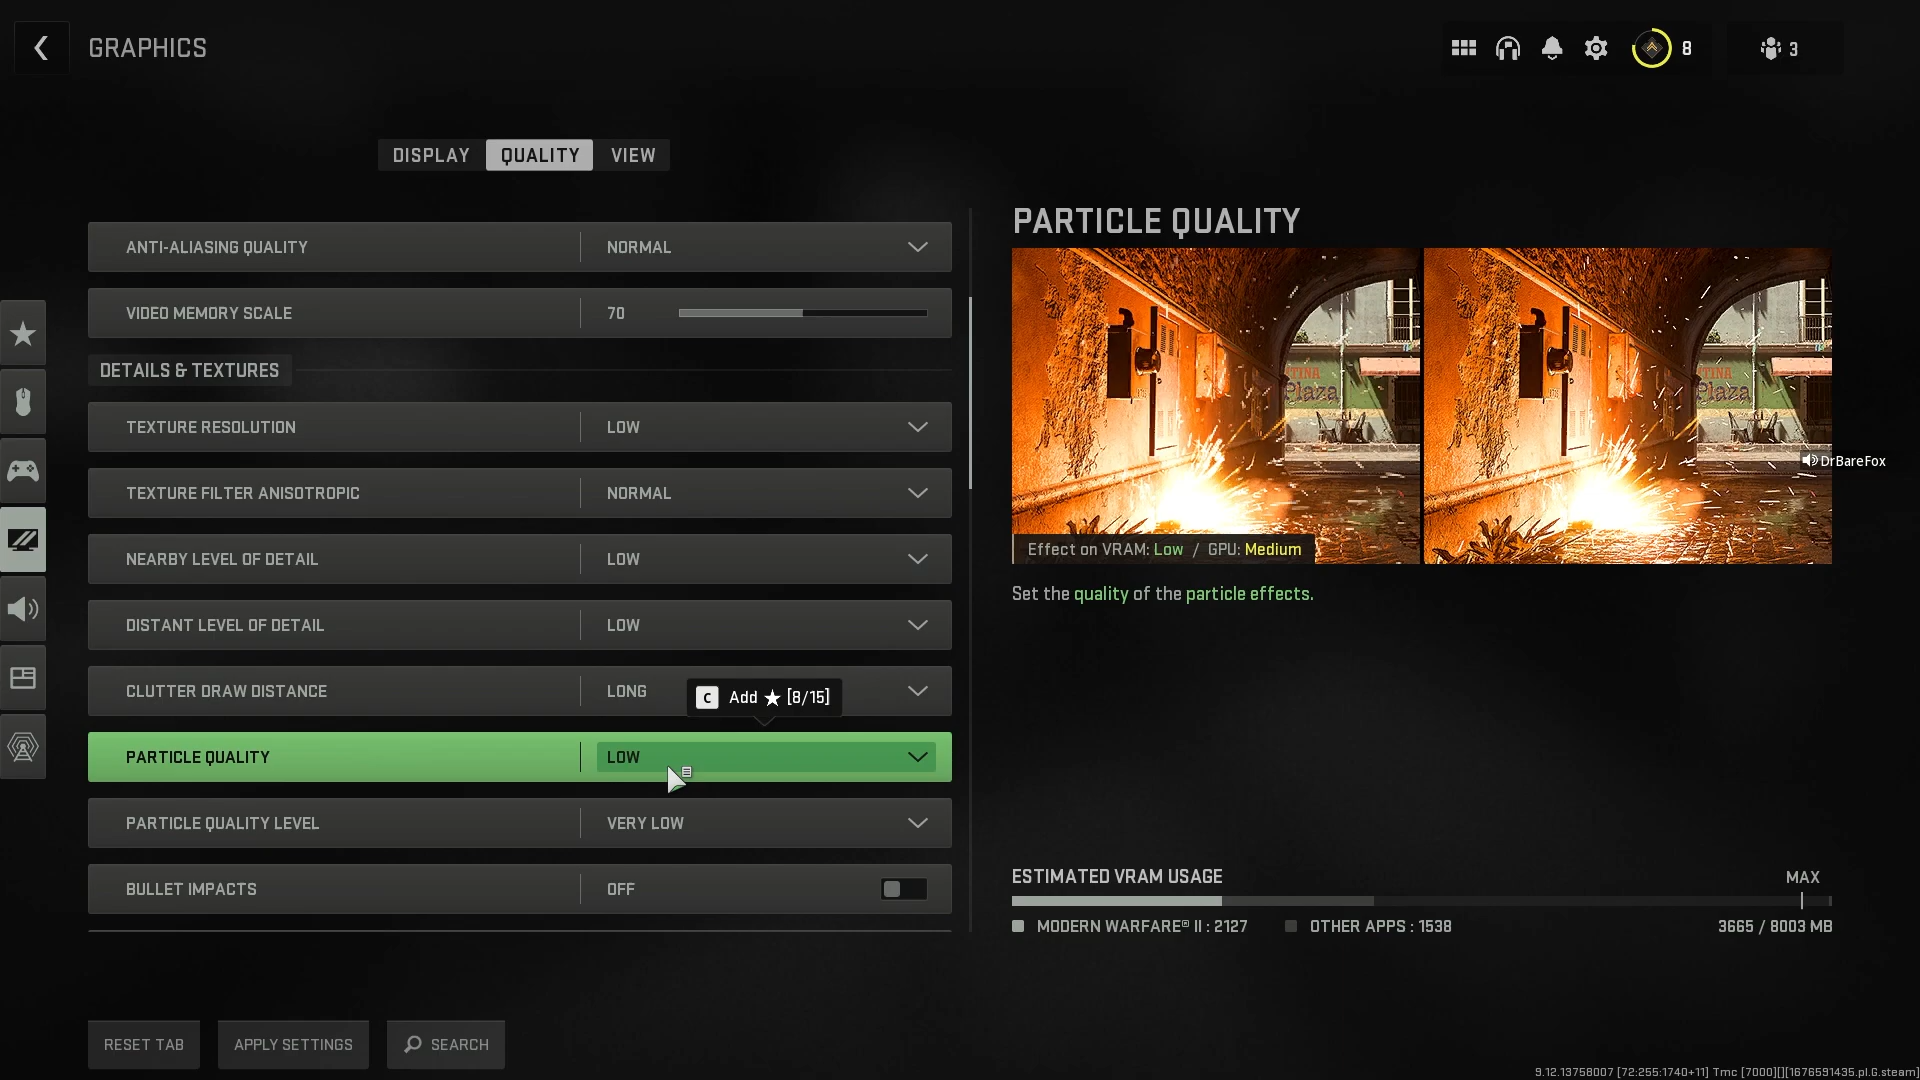 GRAPHICS
8
3
DISPLAY
QUALITY
VIEW
ANTI-ALIASING QUALITY
NORMAL
VIDEO MEMORY SCALE
70
DETAILS & TEXTURES
TEXTURE RESOLUTION
LOW
TEXTURE FILTER ANISOTROPIC
NORMAL
NEARBY LEVEL OF DETAIL
LOW
DISTANT LEVEL OF DETAIL
LOW
CLUTTER DRAW DISTANCE
LONG
C Add ★ [8/15]
PARTICLE QUALITY
LOW
PARTICLE QUALITY LEVEL
VERY LOW
BULLET IMPACTS
OFF
RESET TAB
APPLY SETTINGS
SEARCH
PARTICLE QUALITY
TINA
Plaza
TINA
Plaza
DrBareFox
Effect on VRAM: Low / GPU: Medium
Set the quality of the particle effects.
ESTIMATED VRAM USAGE
MAX
MODERN WARFARE® II : 2127
OTHER APPS : 1538
3665 / 8003 MB
9.12.13758007 [72:255:1740+11] Tmc [7000][][1676591435.pl.G.steam]